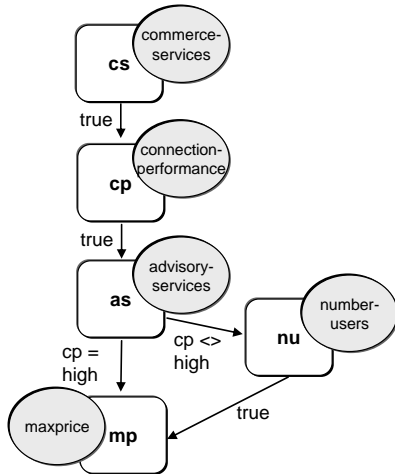 commerce-
services
cs
true
connection-
performance
cp
true
advisory-
services
as
number-
users
nu
cp <>
high
cp =
high
true
maxprice
mp